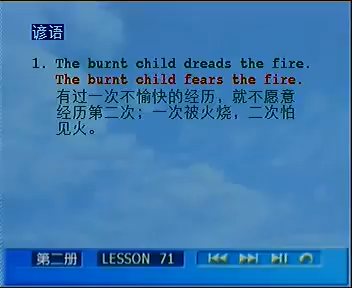 谚语
1. The burnt child dreads the fire.
The burnt child fears the fire.
有过一次不愉快的经历，就不愿意
经历第二次；一次被火烧，二次怕
见火。
第二册 LESSON 71